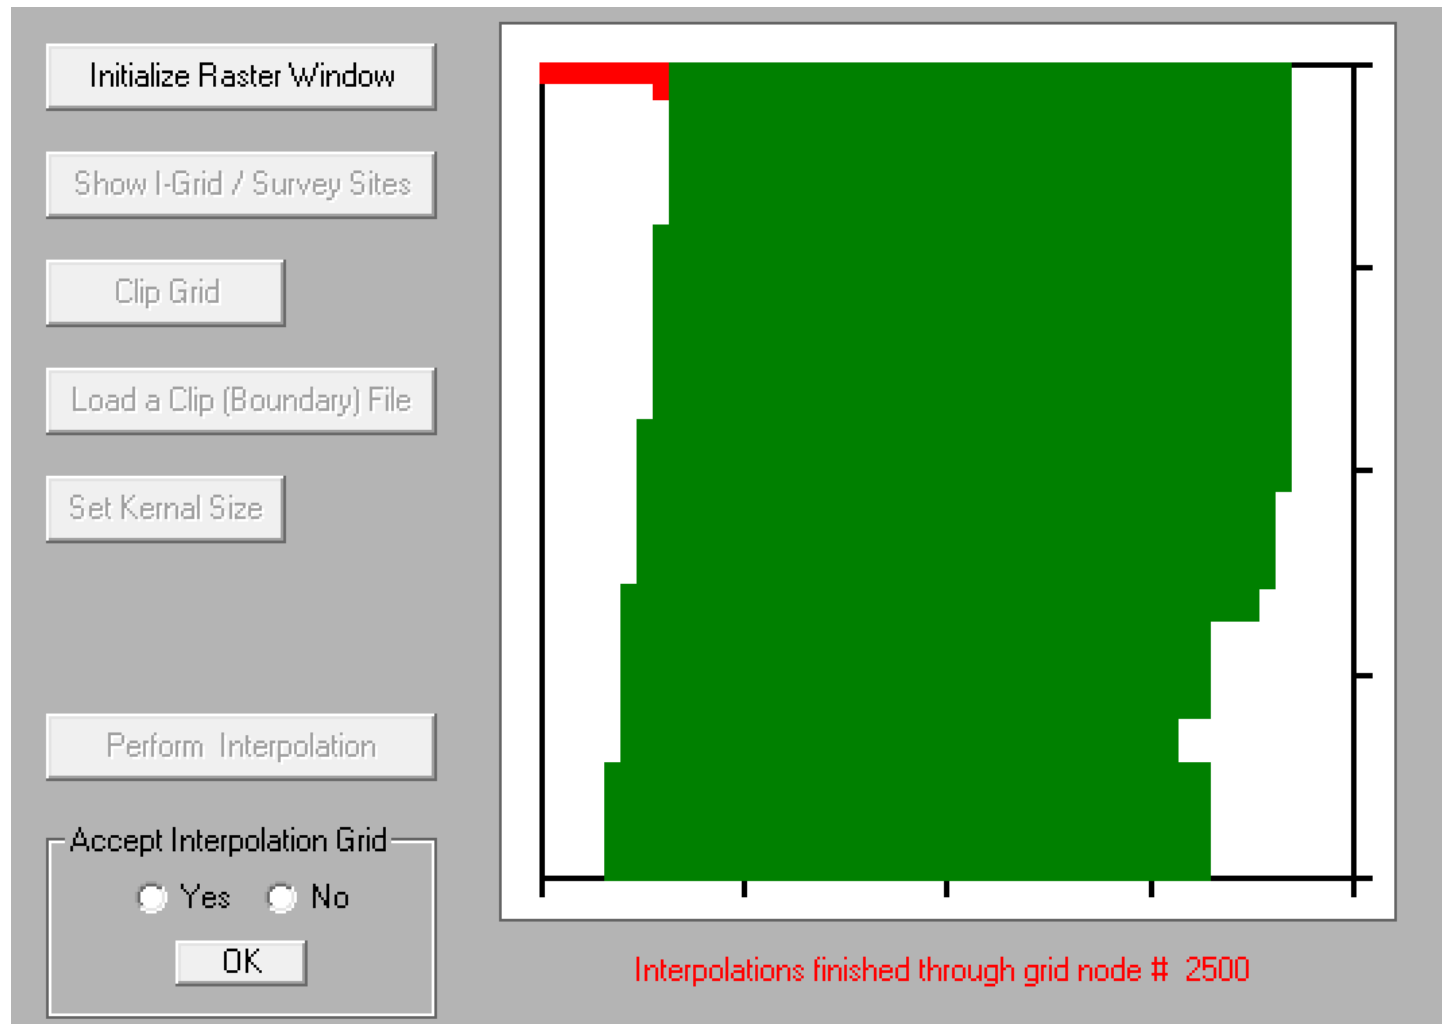 Initialize Raster Window
Show I-Grid / Survey Sites
Clip Grid
Load a Clip (Boundary) File
Set Kernal Size
Perform Interpolation
Accept Interpolation Grid
Yes No
OK
Interpolations finished through grid node # 2500